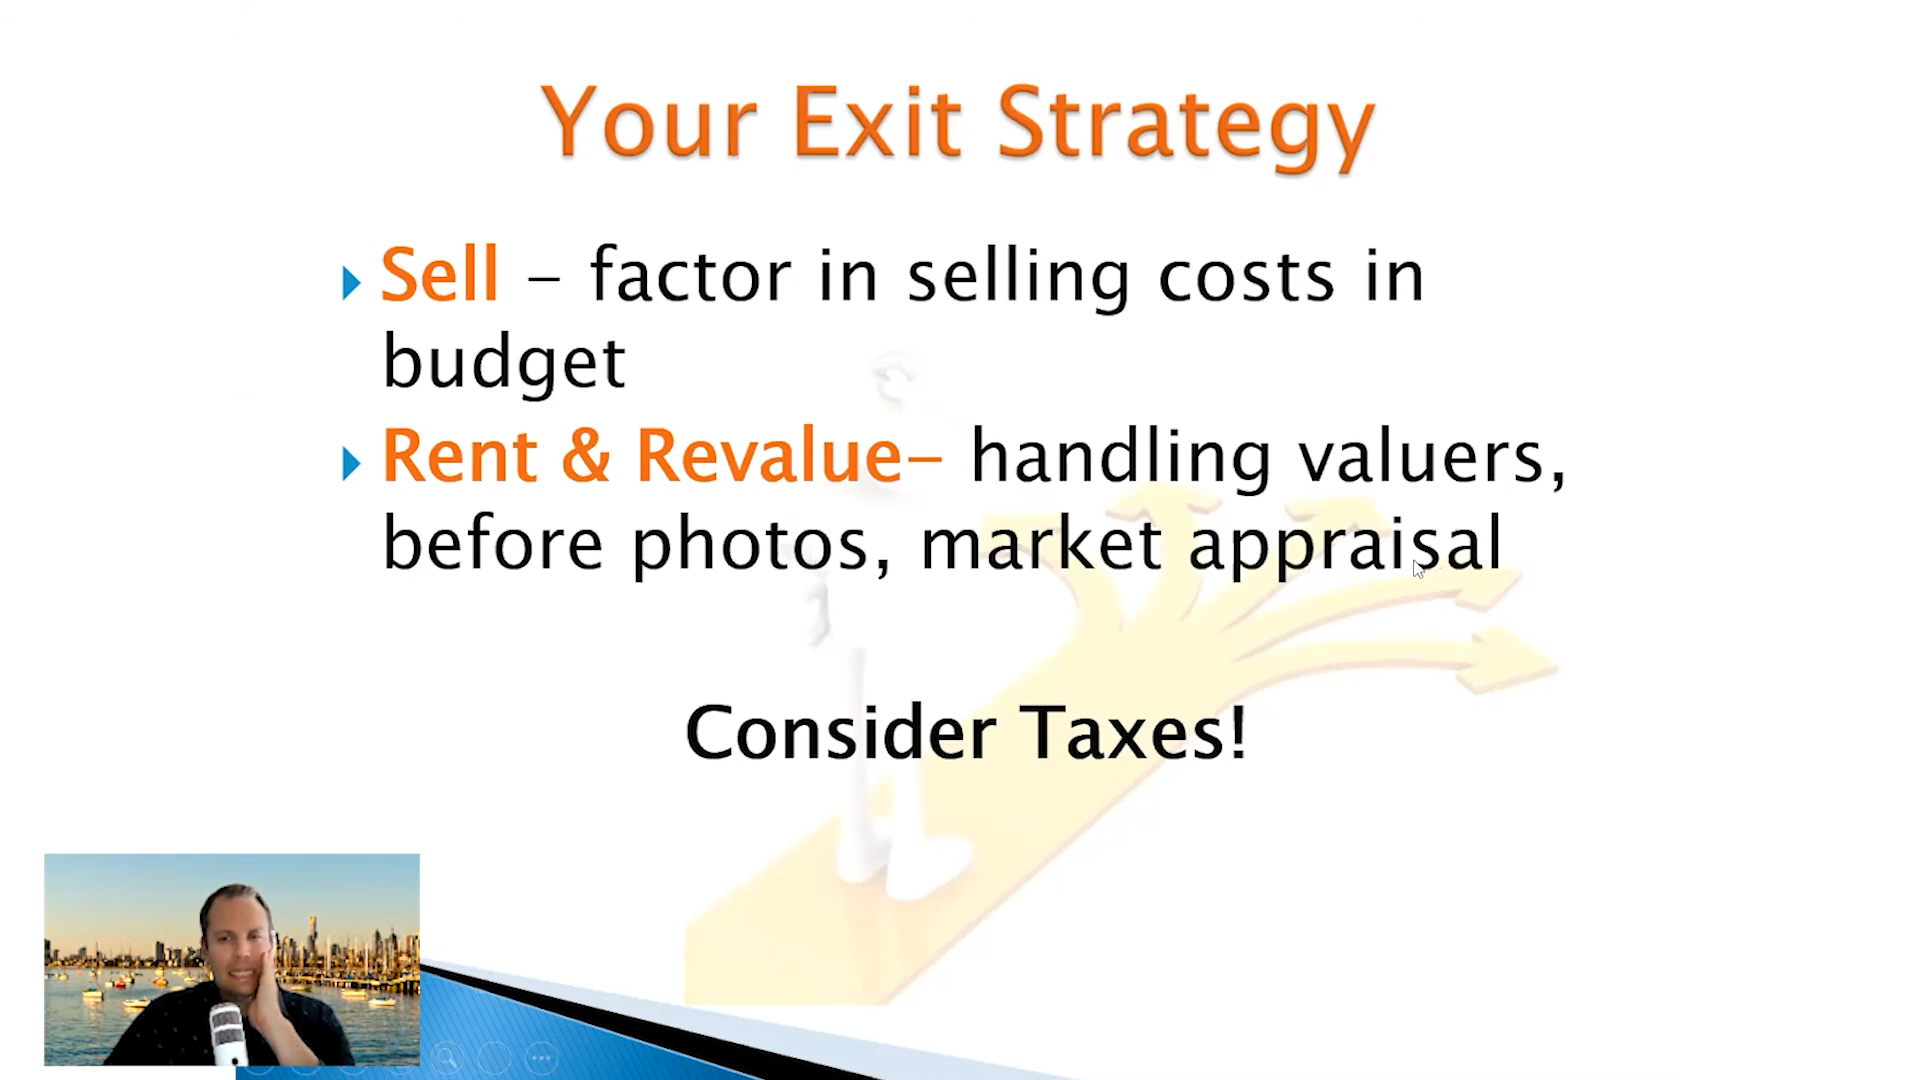 Your Exit Strategy
Sell – factor in selling costs in
budget
Rent & Revalue– handling valuers,
before photos, market appraisal
Consider Taxes!